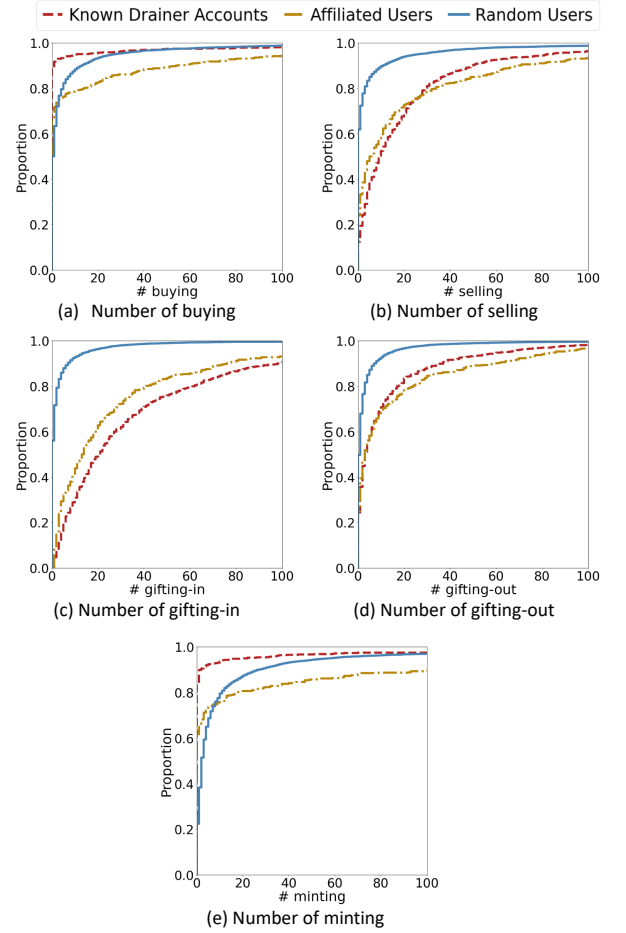 Known Drainer Accounts Affiliated Users Random Users
1.0
0.8
0.6
0.4
0.2
0.0
Proportion
0 20 40 60 80 100
# buying
(a) Number of buying
1.0
0.8
0.6
0.4
0.2
0.0
Proportion
0 20 40 60 80 100
# selling
(b) Number of selling
1.0
0.8
0.6
0.4
0.2
0.0
Proportion
0 20 40 60 80 100
# gifting-in
(c) Number of gifting-in
1.0
0.8
0.6
0.4
0.2
0.0
Proportion
0 20 40 60 80 100
# gifting-out
(d) Number of gifting-out
1.0
0.8
0.6
0.4
0.2
0.0
Proportion
0 20 40 60 80 100
# minting
(e) Number of minting